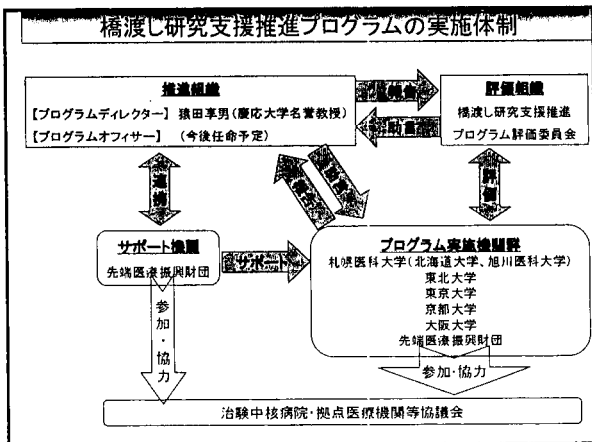 橋渡し研究支援推進プログラムの実施体制
推進組織
【プログラムディレクター】 猿田享男(慶応大学名誉教授)
【プログラムオフィサー】 (今後任命予定)
報告
助言
評価組織
橋渡し研究支援推進
プログラム評価委員会
連携
報告
評価
サポート機関
先端医療振興財団
サポート
プログラム実施機関群
札幌医科大学(北海道大学、旭川医科大学)
東北大学
東京大学
京都大学
大阪大学
先端医療振興財団
参加・協力
参加・協力
治験中核病院・拠点医療機関等協議会